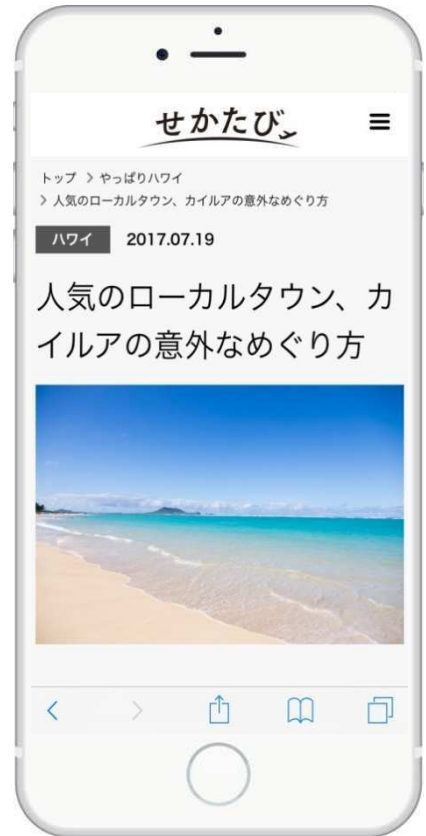 せかたび
トップ > やっぱりハワイ
> 人気のローカルタウン、カイルアの意外なめぐり方
ハワイ 2017.07.19
人気のローカルタウン、カ
イルアの意外なめぐり方